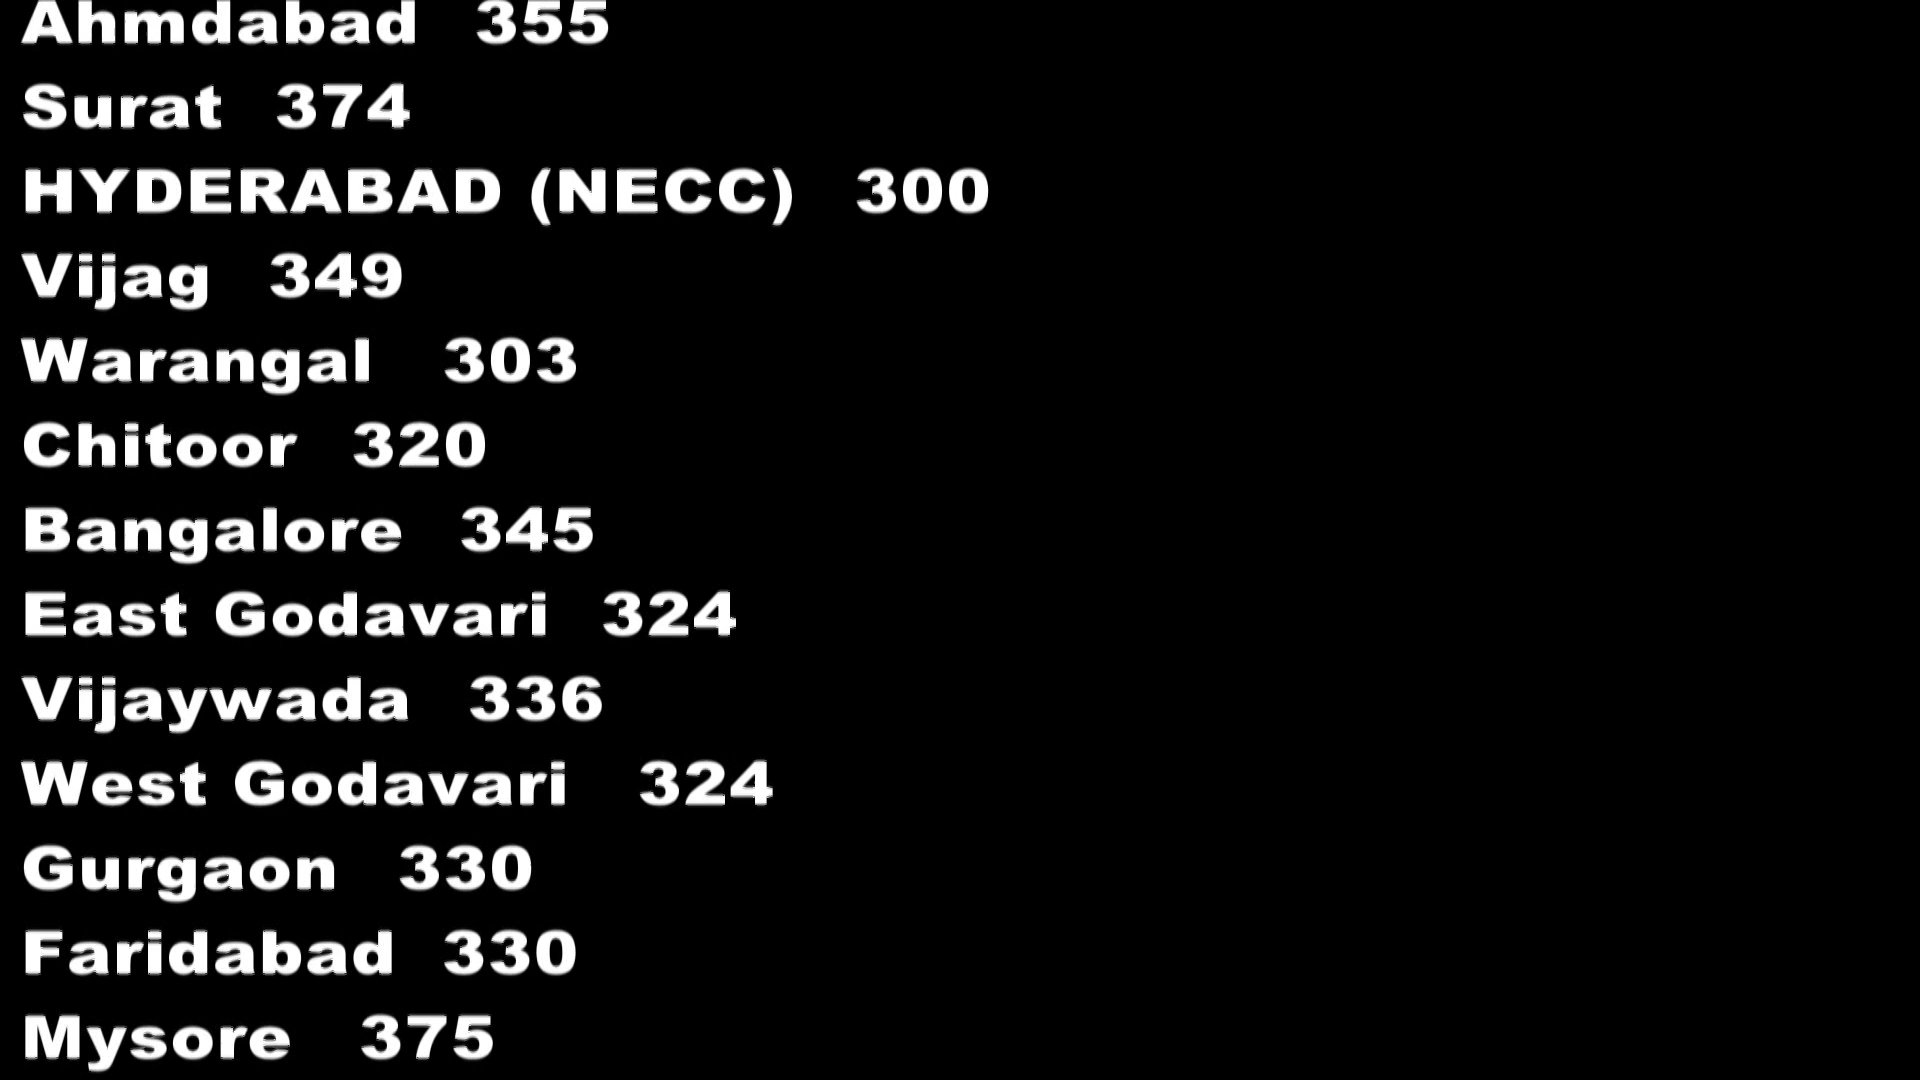 Ahmdabad 355
Surat 374
HYDERABAD (NECC) 300
Vijag 349
Warangal 303
Chitoor 320
Bangalore 345
East Godavari 324
Vijaywada 336
West Godavari 324
Gurgaon 330
Faridabad 330
Mysore 375